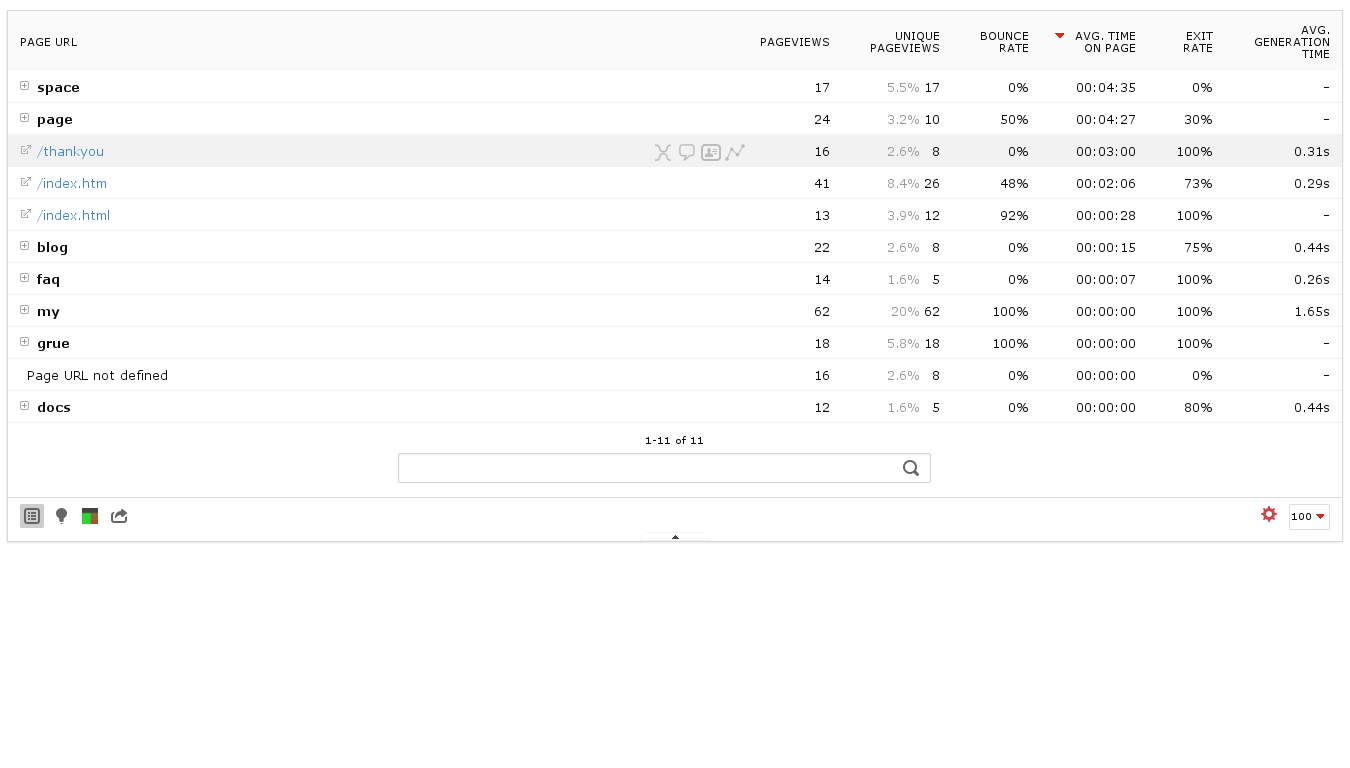 PAGE URL PAGEVIEWS UNIQUE PAGEVIEWS BOUNCE RATE AVG. TIME ON PAGE EXIT RATE AVG. GENERATION TIME
space 17 5.5% 17 0% 00:04:35 0% -
page 24 3.2% 10 50% 00:04:27 30% -
/thankyou 16 2.6% 8 0% 00:03:00 100% 0.31s
/index.htm 41 8.4% 26 48% 00:02:06 73% 0.29s
/index.html 13 3.9% 12 92% 00:00:28 100% -
blog 22 2.6% 8 0% 00:00:15 75% 0.44s
faq 14 1.6% 5 0% 00:00:07 100% 0.26s
my 62 20% 62 100% 00:00:00 100% 1.65s
grue 18 5.8% 18 100% 00:00:00 100% -
Page URL not defined 16 2.6% 8 0% 00:00:00 0% -
docs 12 1.6% 5 0% 00:00:00 80% 0.44s
1-11 of 11
100